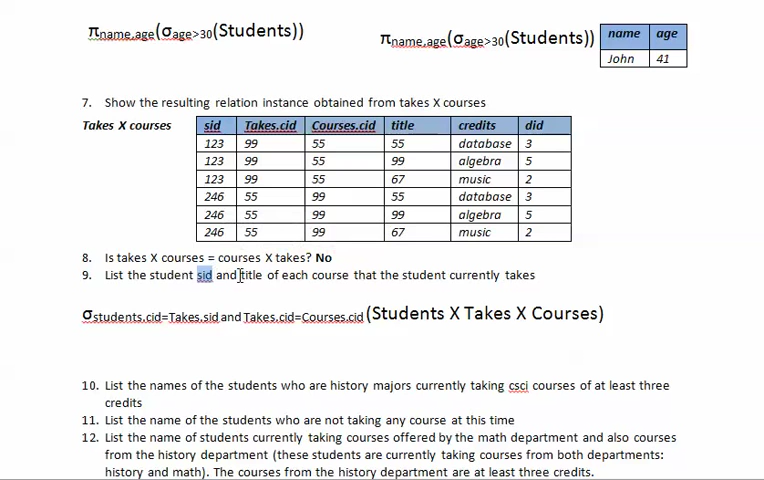 πname,age(σage>30(Students))
πname,age(σage>30(Students))
name age
John 41
7. Show the resulting relation instance obtained from takes X courses
Takes X courses
sid Takes.cid Courses.cid title credits did
123 99 55 55 database 3
123 99 55 99 algebra 5
123 99 55 67 music 2
246 55 99 55 database 3
246 55 99 99 algebra 5
246 55 99 67 music 2
8. Is takes X courses = courses X takes? No
9. List the student sid and title of each course that the student currently takes
σstudents.cid=Takes.sid and Takes.cid=Courses.cid (Students X Takes X Courses)
10. List the names of the students who are history majors currently taking csci courses of at least three
credits
11. List the name of the students who are not taking any course at this time
12. List the name of students currently taking courses offered by the math department and also courses
from the history department (these students are currently taking courses from both departments:
history and math). The courses from the history department are at least three credits.